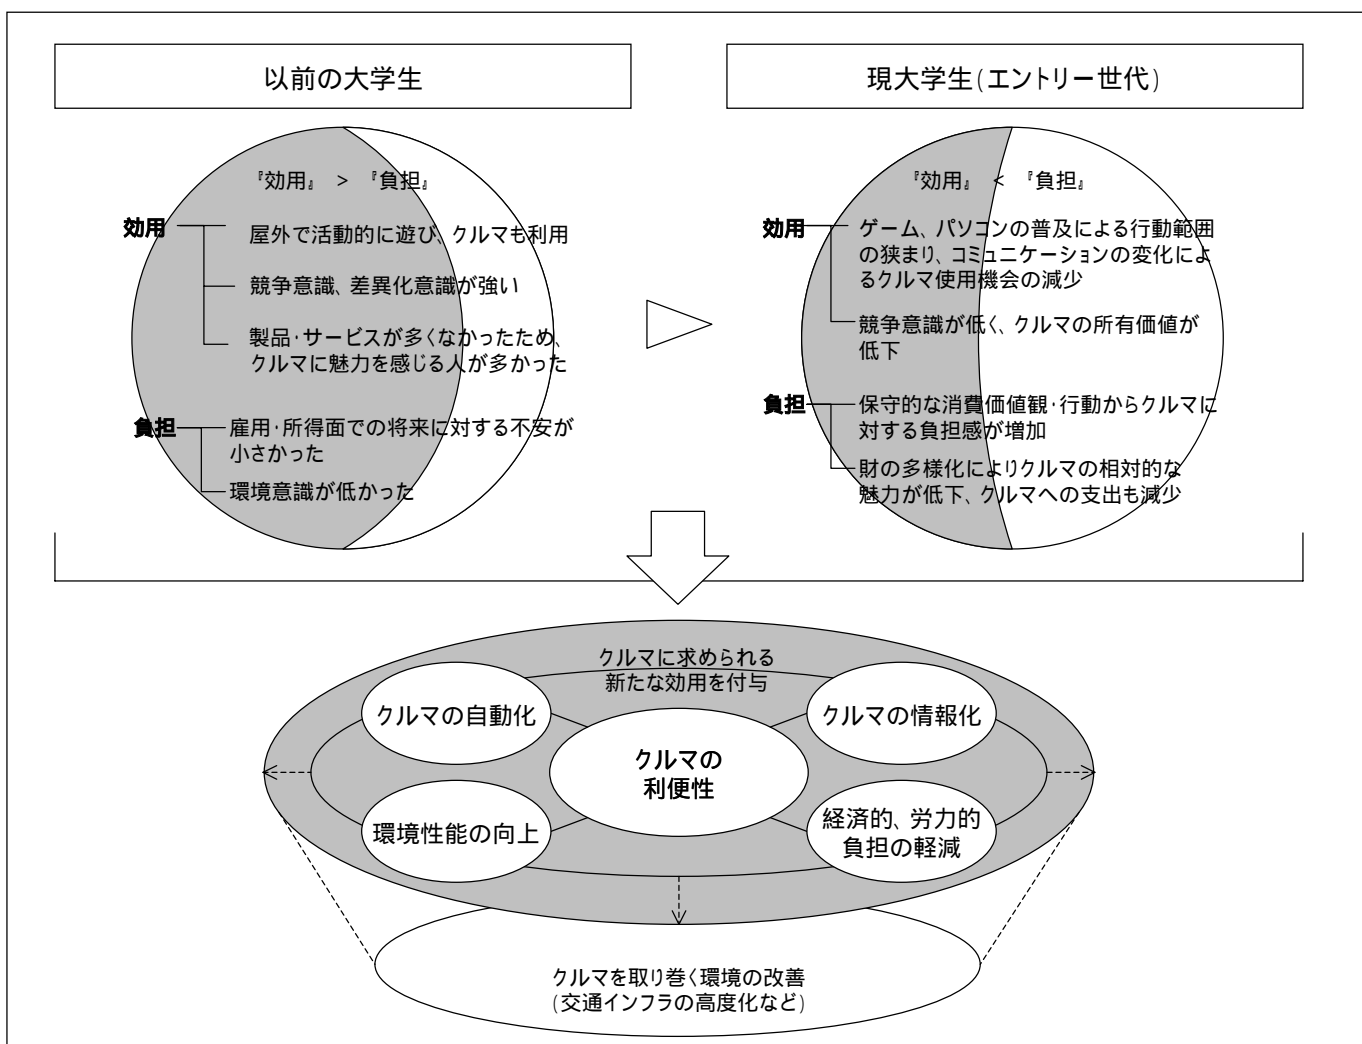 以前の大学生
『効用』 > 『負担』
効用
屋外で活動的に遊び、クルマも利用
競争意識、差異化意識が強い
製品・サービスが多くなかったため、
クルマに魅力を感じる人が多かった
負担
雇用・所得面での将来に対する不安が
小さかった
環境意識が低かった
現大学生(エントリー世代)
『効用』 < 『負担』
効用
ゲーム、パソコンの普及による行動範囲
の狭まり、コミュニケーションの変化によ
るクルマ使用機会の減少
競争意識が低く、クルマの所有価値が
低下
負担
保守的な消費価値観・行動からクルマに
対する負担感が増加
財の多様化によりクルマの相対的な
魅力が低下、クルマへの支出も減少
クルマに求められる
新たな効用を付与
クルマの自動化
クルマの情報化
クルマの
利便性
環境性能の向上
経済的、労力的
負担の軽減
クルマを取り巻く環境の改善
(交通インフラの高度化など)